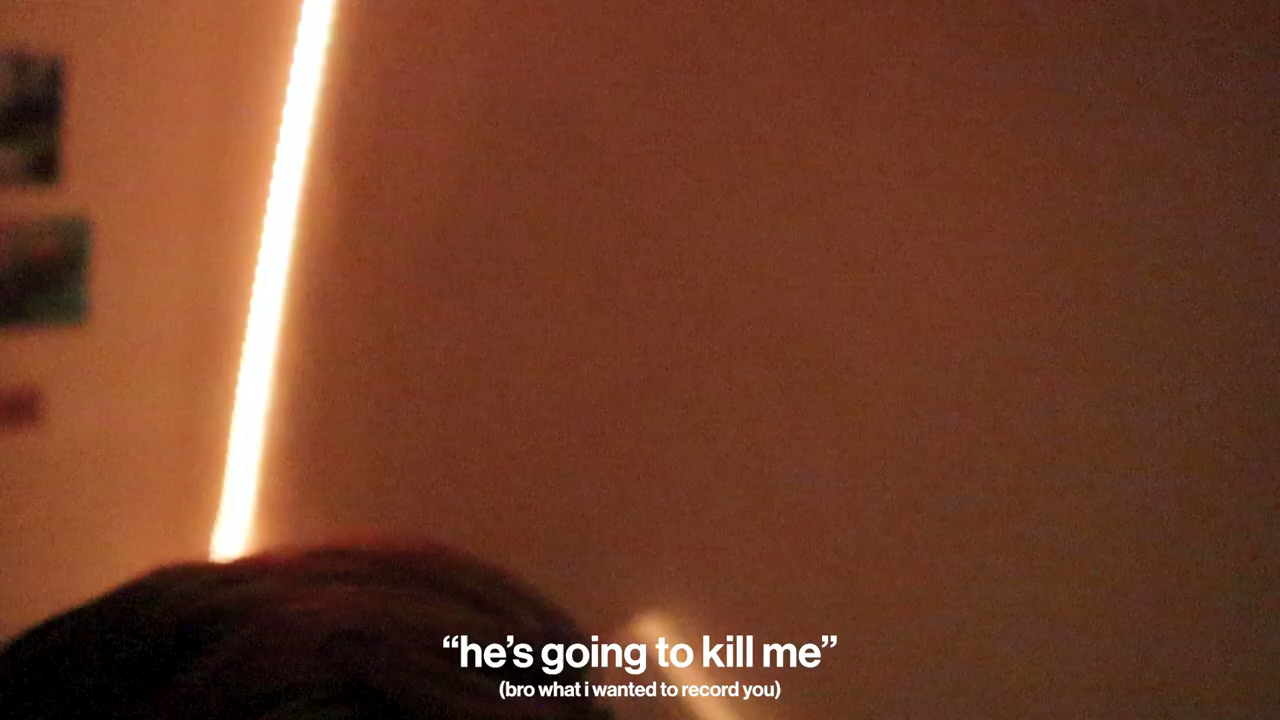 “he’s going to kill me”
(bro what i wanted to record you)